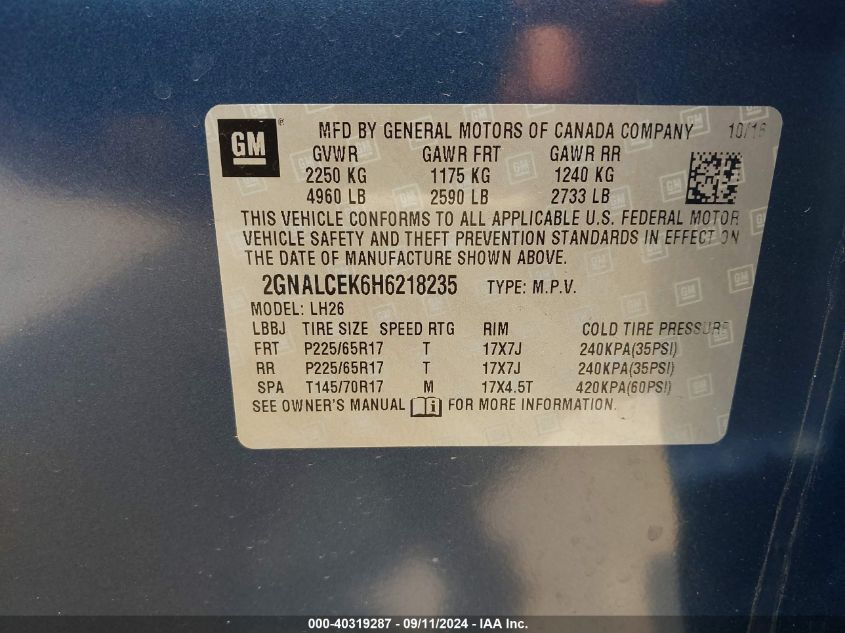 GM ® MFD BY GENERAL MOTORS OF CANADA COMPANY 10/16
GVWR GAWR FRT GAWR RR
2250 KG 1175 KG 1240 KG
4960 LB 2590 LB 2733 LB
THIS VEHICLE CONFORMS TO ALL APPLICABLE U.S. FEDERAL MOTOR
VEHICLE SAFETY AND THEFT PREVENTION STANDARDS IN EFFECT ON
THE DATE OF MANUFACTURE SHOWN ABOVE.
2GNALCEK6H6218235 TYPE: M.P.V.
MODEL: LH26
LBBJ TIRE SIZE SPEED RTG RIM COLD TIRE PRESSURE
FRT P225/65R17 T 17X7J 240KPA(35PSI)
RR P225/65R17 T 17X7J 240KPA(35PSI)
SPA T145/70R17 M 17X4.5T 420KPA(60PSI)
SEE OWNER'S MANUAL i FOR MORE INFORMATION.
000-40319287 - 09/11/2024 - IAA Inc.